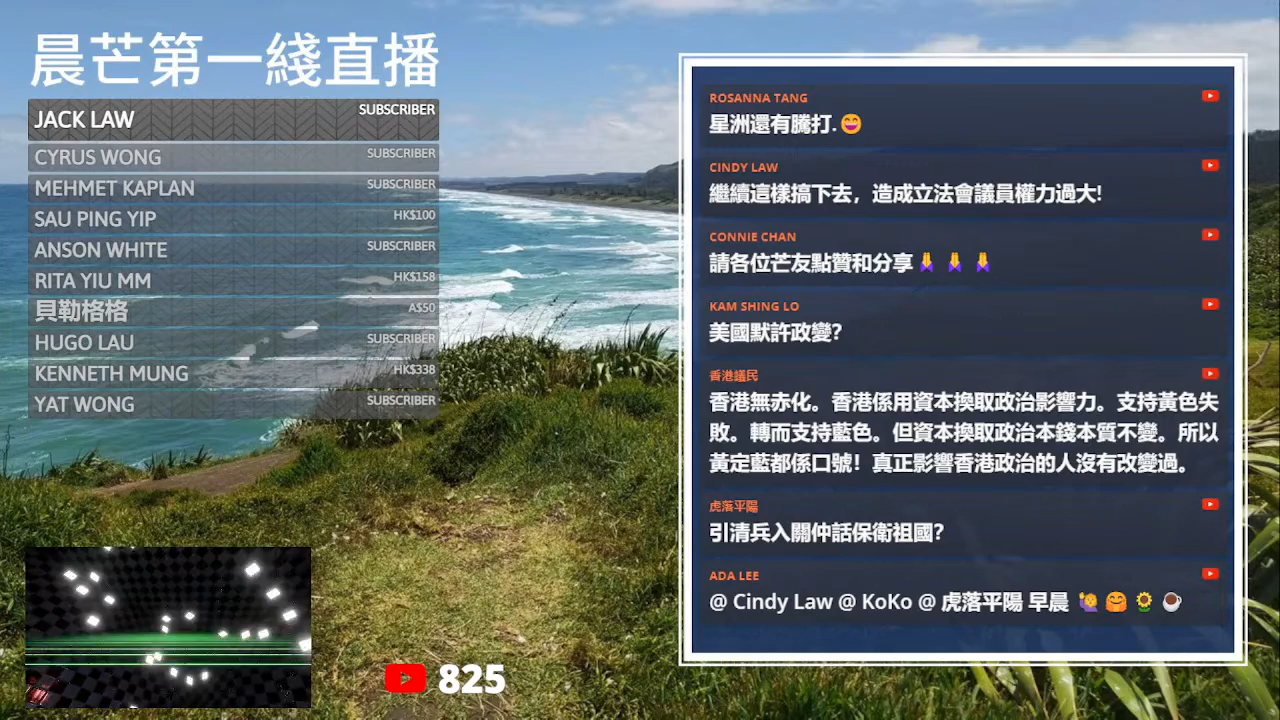 晨芒第一綫直播
JACK LAW SUBSCRIBER
CYRUS WONG SUBSCRIBER
MEHMET KAPLAN SUBSCRIBER
SAU PING YIP HK$100
ANSON WHITE SUBSCRIBER
RITA YIU MM HK$158
貝勒格格 A$50
HUGO LAU SUBSCRIBER
KENNETH MUNG HK$338
YAT WONG SUBSCRIBER
825
ROSANNA TANG
星洲還有騰打.😄
CINDY LAW
繼續這樣搞下去，造成立法會議員權力過大!
CONNIE CHAN
請各位芒友點贊和分享🙏 🙏 🙏
KAM SHING LO
美國默許政變?
香港蟻民
香港無赤化。香港係用資本換取政治影響力。支持黃色失
敗。轉而支持藍色。但資本換取政治本錢本質不變。所以
黃定藍都係口號！真正影響香港政治的人沒有改變過。
虎落平陽
引清兵入關仲話保衛祖國?
ADA LEE
@ Cindy Law @ KoKo @ 虎落平陽 早晨 🙋 🤗 🌻 ☕